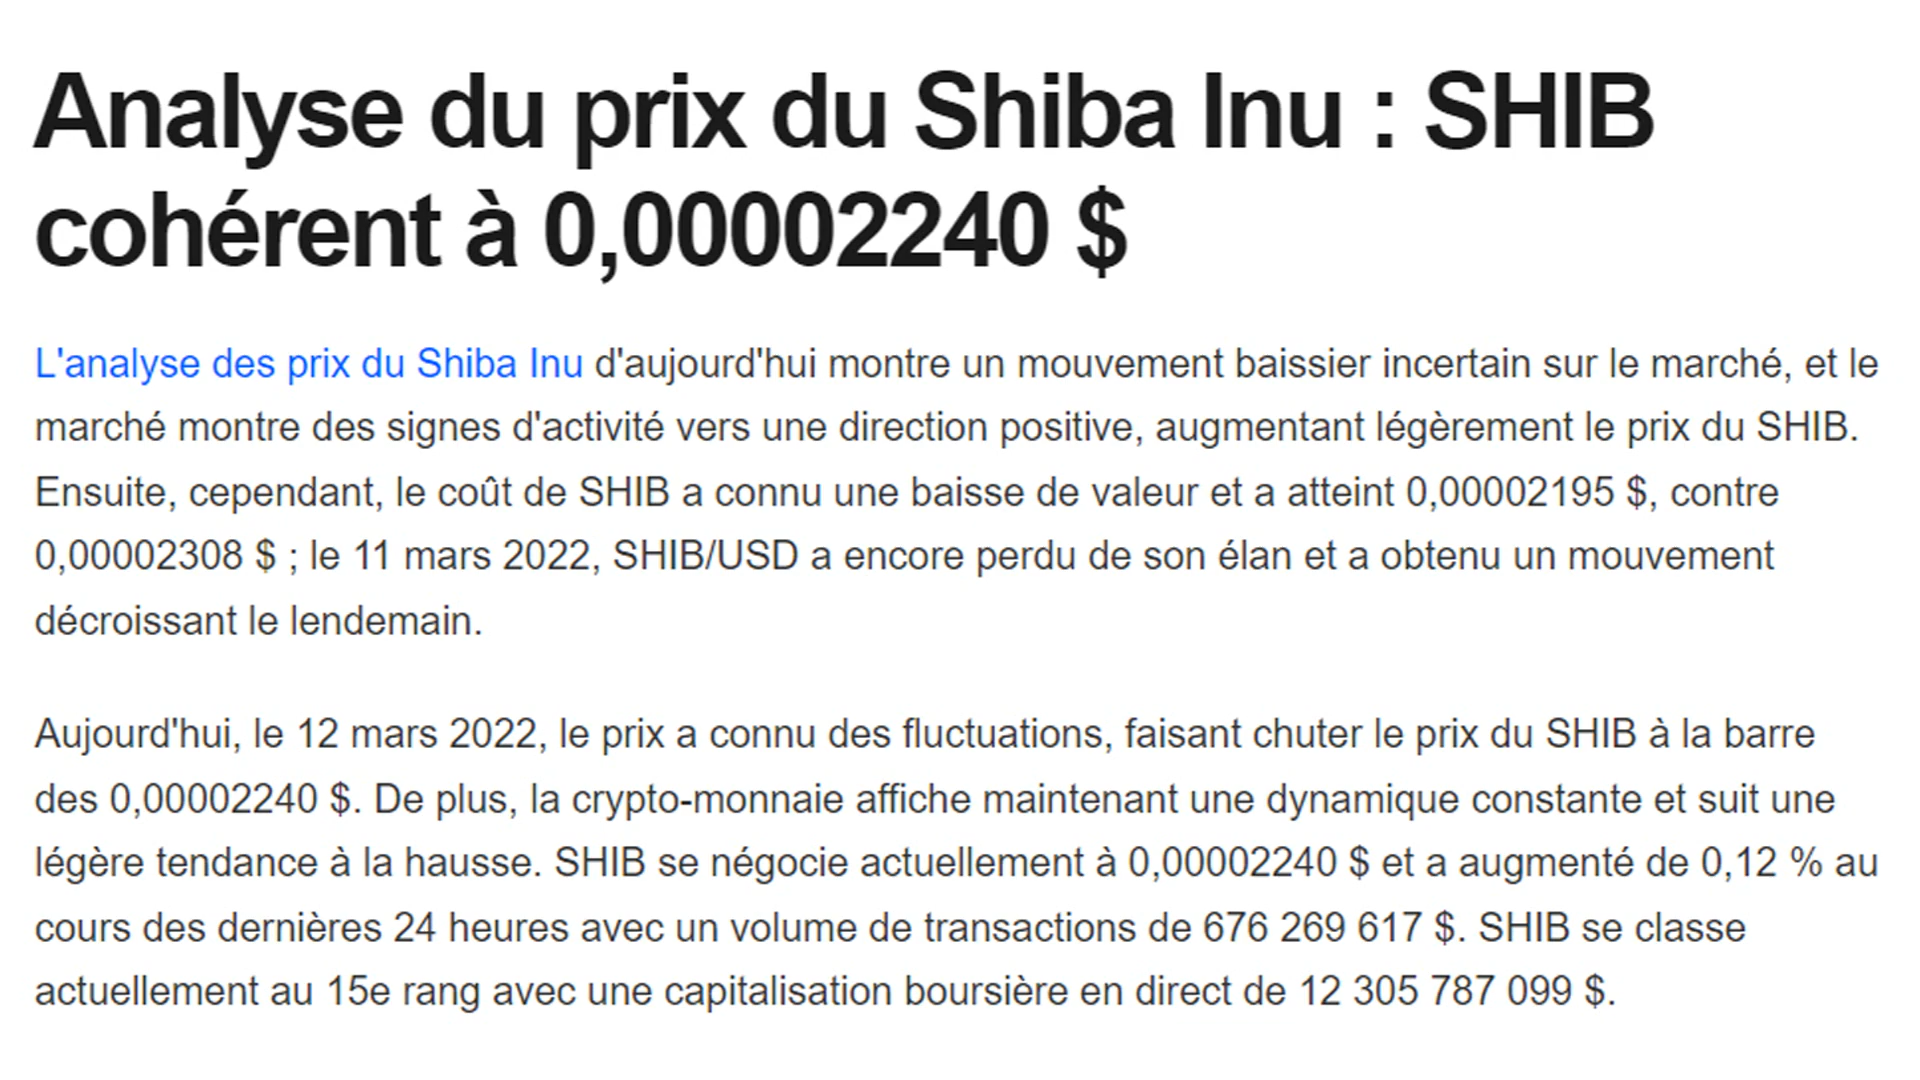 Analyse du prix du Shiba Inu : SHIB
cohérent à 0,00002240 $
L'analyse des prix du Shiba Inu d'aujourd'hui montre un mouvement baissier incertain sur le marché, et le
marché montre des signes d'activité vers une direction positive, augmentant légèrement le prix du SHIB.
Ensuite, cependant, le coût de SHIB a connu une baisse de valeur et a atteint 0,00002195 $, contre
0,00002308 $ ; le 11 mars 2022, SHIB/USD a encore perdu de son élan et a obtenu un mouvement
décroissant le lendemain.
Aujourd'hui, le 12 mars 2022, le prix a connu des fluctuations, faisant chuter le prix du SHIB à la barre
des 0,00002240 $. De plus, la crypto-monnaie affiche maintenant une dynamique constante et suit une
légère tendance à la hausse. SHIB se négocie actuellement à 0,00002240 $ et a augmenté de 0,12 % au
cours des dernières 24 heures avec un volume de transactions de 676 269 617 $. SHIB se classe
actuellement au 15e rang avec une capitalisation boursière en direct de 12 305 787 099 $.